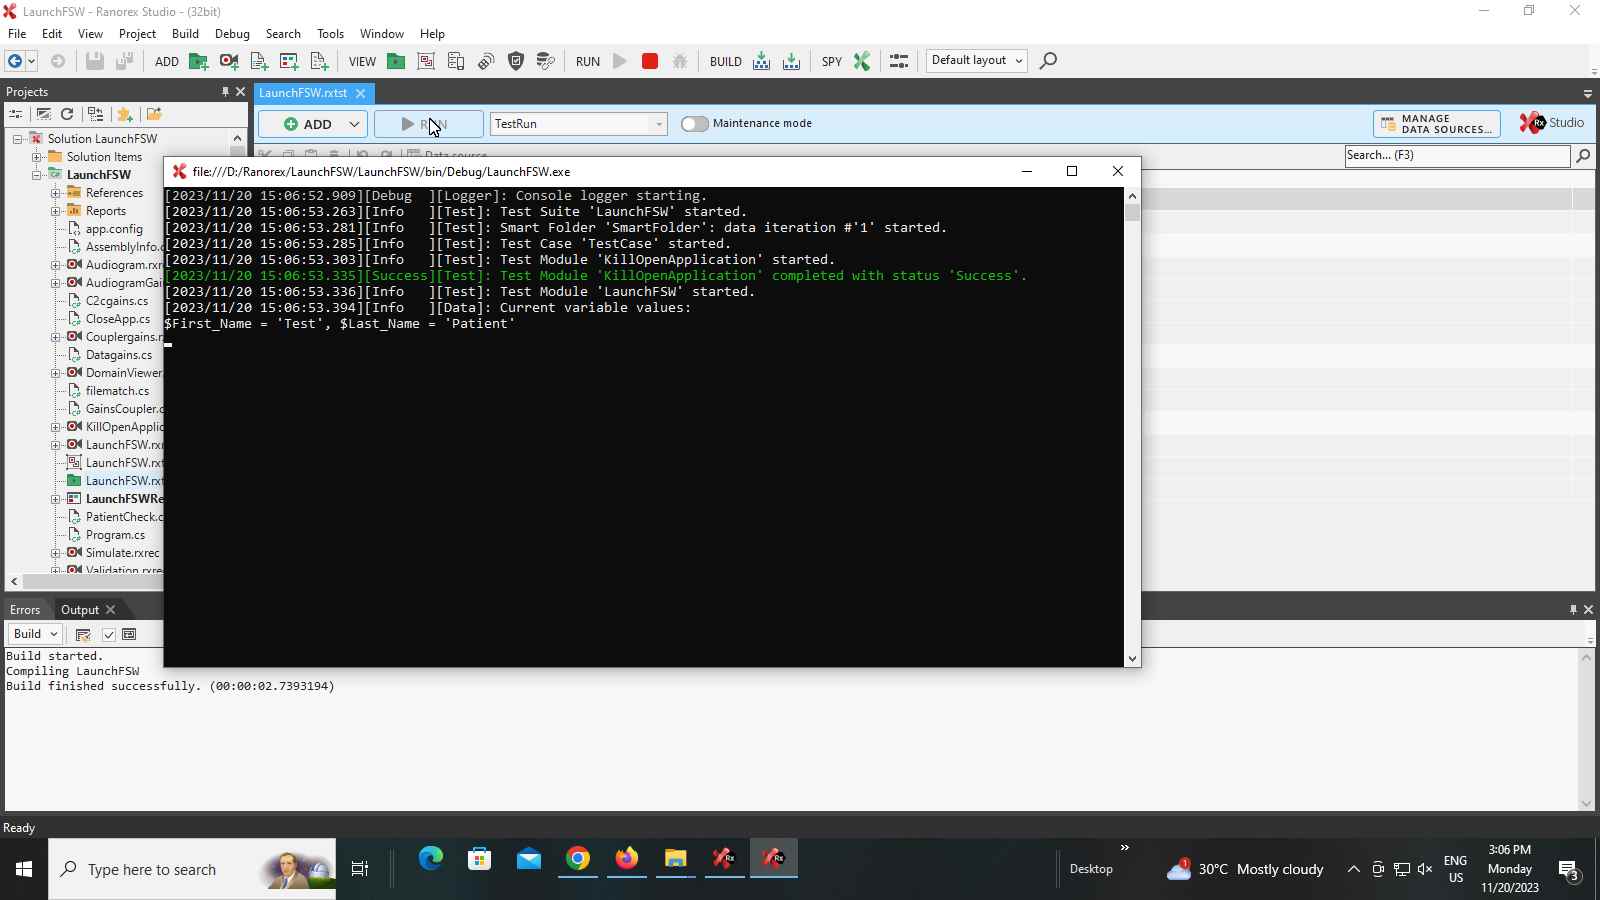 LaunchFSW - Ranorex Studio - (32bit)
File Edit View Project Build Debug Search Tools Window Help
ADD VIEW RUN BUILD SPY Default layout
Projects
LaunchFSW.rxtst
ADD RUN TestRun Maintenance mode MANAGE DATA SOURCES... Studio
Data source
Search... (F3)
Solution LaunchFSW
Solution Items
LaunchFSW
References
Reports
app.config
AssemblyInfo.c
Audiogram.rxr
AudiogramGai
C2cgains.cs
CloseApp.cs
Couplergains.r
Datagains.cs
DomainViewer.
filematch.cs
GainsCoupler.c
KillOpenApplic
LaunchFSW.rxr
LaunchFSW.rxt
LaunchFSW.rxt
LaunchFSWRe
PatientCheck.c
Program.cs
Simulate.rxrec
Validation.rxre
file:///D:/Ranorex/LaunchFSW/LaunchFSW/bin/Debug/LaunchFSW.exe
[2023/11/20 15:06:52.909][Debug  ][Logger]: Console logger starting.
[2023/11/20 15:06:53.263][Info   ][Test]: Test Suite 'LaunchFSW' started.
[2023/11/20 15:06:53.281][Info   ][Test]: Smart Folder 'SmartFolder': data iteration #'1' started.
[2023/11/20 15:06:53.285][Info   ][Test]: Test Case 'TestCase' started.
[2023/11/20 15:06:53.303][Info   ][Test]: Test Module 'KillOpenApplication' started.
[2023/11/20 15:06:53.335][Success][Test]: Test Module 'KillOpenApplication' completed with status 'Success'.
[2023/11/20 15:06:53.336][Info   ][Test]: Test Module 'LaunchFSW' started.
[2023/11/20 15:06:53.394][Info   ][Data]: Current variable values:
$First_Name = 'Test', $Last_Name = 'Patient'
Errors Output
Build
Build started.
Compiling LaunchFSW
Build finished successfully. (00:00:02.7393194)
Ready
Type here to search
Desktop
1
30°C Mostly cloudy
ENG
US
3:06 PM
Monday
11/20/2023
3